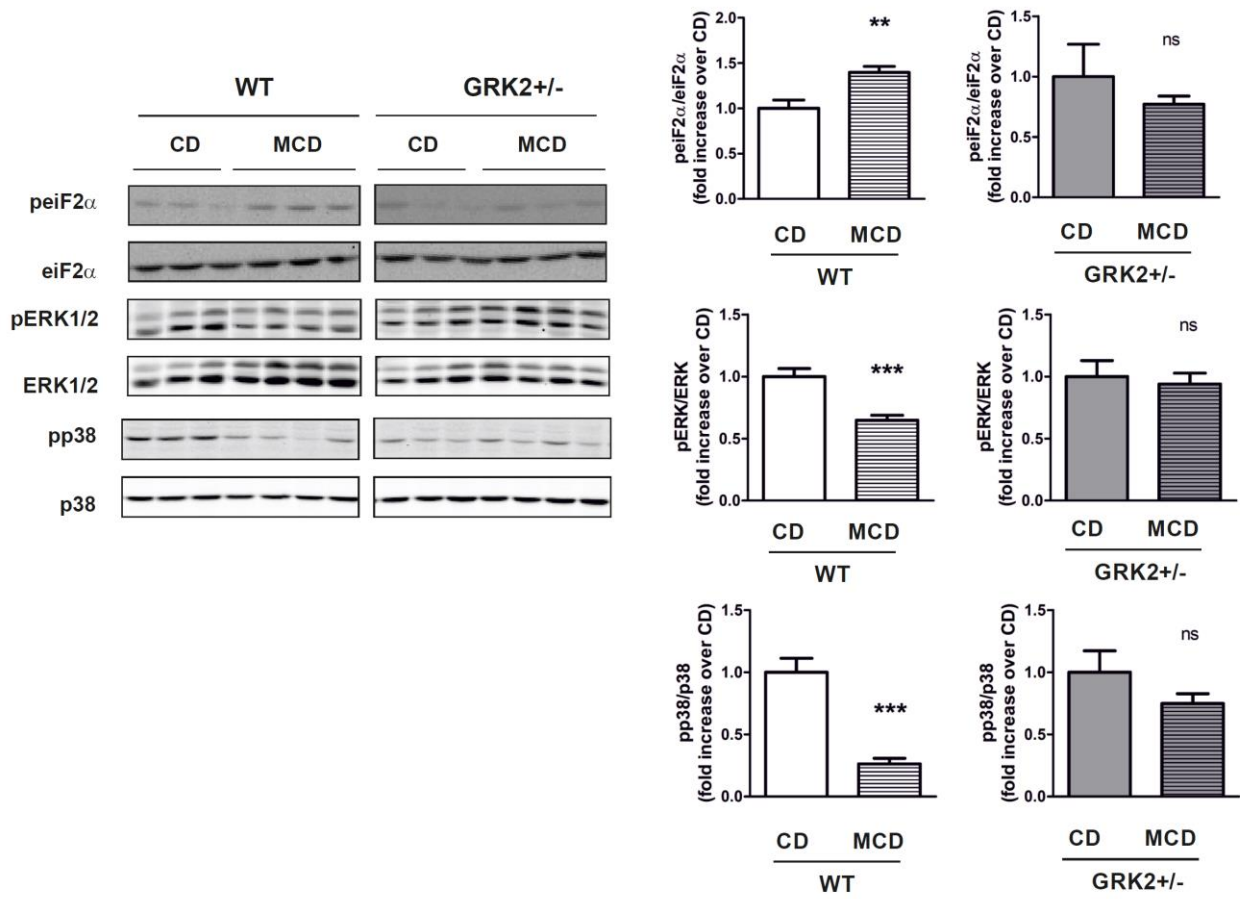 WT
GRK2+/-
CD
MCD
CD
MCD
peiF2α
eiF2α
pERK1/2
ERK1/2
pp38
p38
peiF2α/eiF2α
(fold increase over CD)
2.0
1.5
1.0
0.5
0.0
**
CD
MCD
WT
peiF2α/eiF2α
(fold increase over CD)
1.5
1.0
0.5
0.0
ns
CD
MCD
GRK2+/-
pERK/ERK
(fold increase over CD)
1.5
1.0
0.5
0.0
***
CD
MCD
WT
pERK/ERK
(fold increase over CD)
1.5
1.0
0.5
0.0
ns
CD
MCD
GRK2+/-
pp38/p38
(fold increase over CD)
1.5
1.0
0.5
0.0
***
CD
MCD
WT
pp38/p38
(fold increase over CD)
1.5
1.0
0.5
0.0
ns
CD
MCD
GRK2+/-